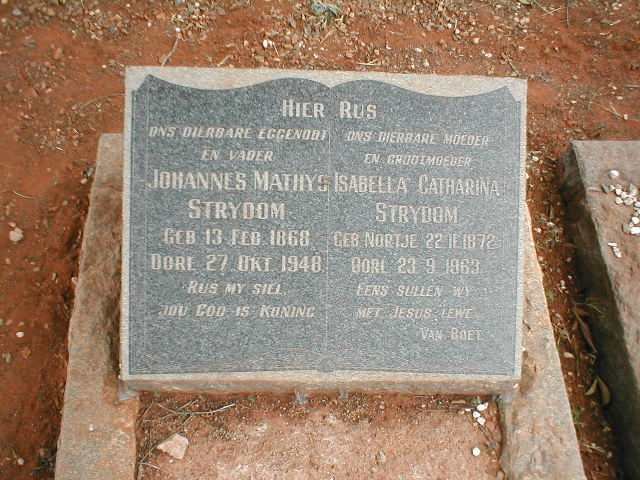 HIER RUS
ONS DIERBARE EGGENOOT
EN VADER
JOHANNES MATHYS
STRYDOM
GEB 13 FEB 1868
OORL 27 OKT 1948
RUS MY SIEL,
JOU GOD IS KONING
ONS DIERBARE MOEDER
EN GROOTMOEDER
ISABELLA CATHARINA
STRYDOM
GEB NORTJE 22.11.1872
OORL 23.9.1963
EENS SULLEN WY
MET JESUS LEWE
VAN BOET